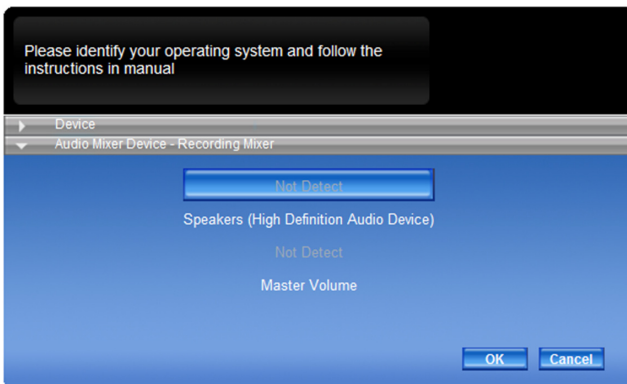 Please identify your operating system and follow the
instructions in manual
Device
Audio Mixer Device - Recording Mixer
Not Detect
Speakers (High Definition Audio Device)
Not Detect
Master Volume
OK Cancel